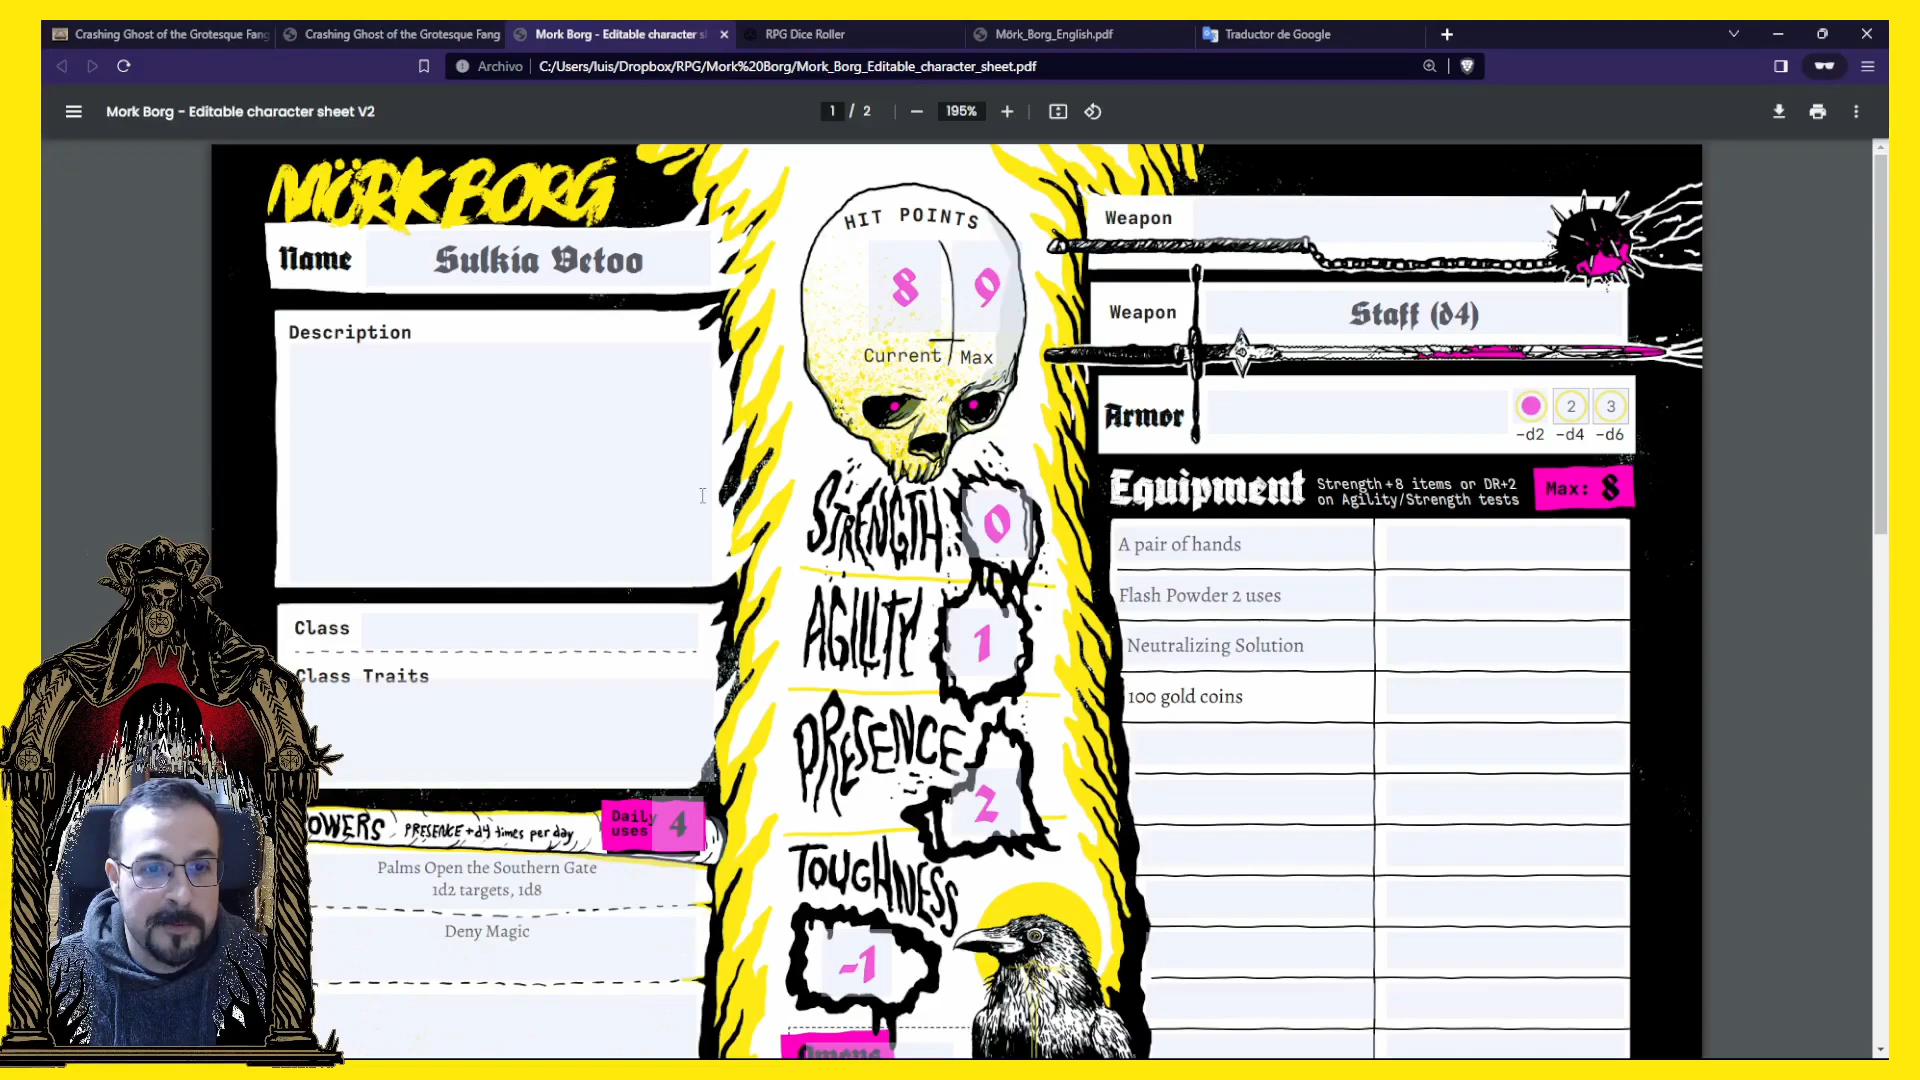 Crashing Ghost of the Grotesque Fang
Crashing Ghost of the Grotesque Fang
Mork Borg - Editable character s
RPG Dice Roller
Mörk_Borg_English.pdf
Traductor de Google
Archivo
C:/Users/luis/Dropbox/RPG/Mork%20Borg/Mork_Borg_Editable_character_sheet.pdf
Mork Borg - Editable character sheet V2
1 / 2
195%
MÖRK BORG
Name
Sulkia Vetoo
Description
Class
Class Traits
OWERS
PRESENCE+d4 times per day
Daily
uses
4
Palms Open the Southern Gate
1d2 targets, 1d8
Deny Magic
HIT POINTS
8
9
Current
Max
STRENGTH
0
AGILITY
1
PRESENCE
2
TOUGHNESS
-1
Omens
Weapon
Weapon
Staff (d4)
Armor
2
3
-d2
-d4
-d6
Equipment
Strength+8 items or DR+2
on Agility/Strength tests
Max: 8
A pair of hands
Flash Powder 2 uses
Neutralizing Solution
100 gold coins